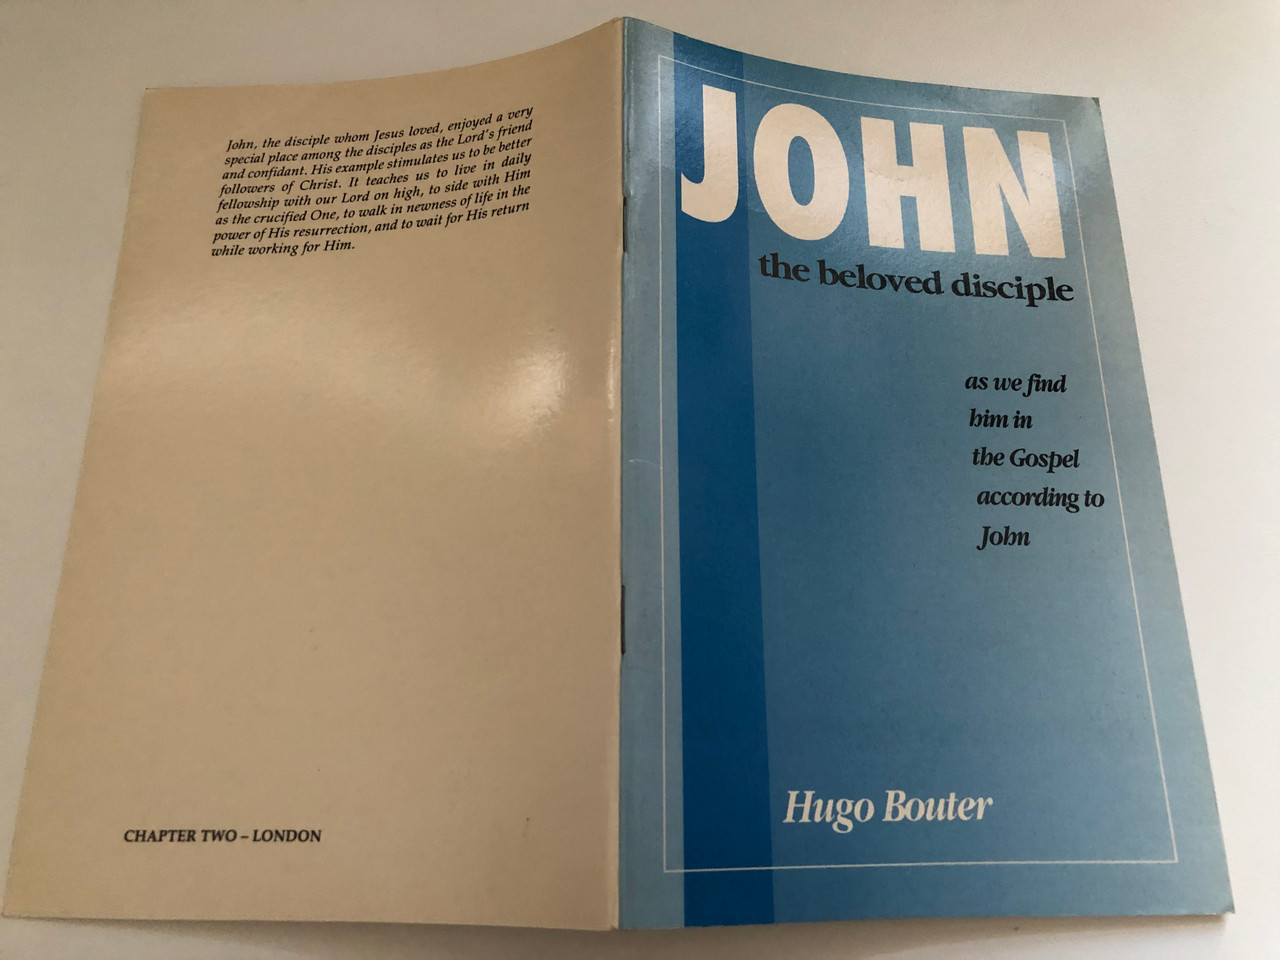 John, the disciple whom Jesus loved, enjoyed a very
special place among the disciples as the Lord's friend
and confidant. His example stimulates us to be better
followers of Christ. It teaches us to live in daily
fellowship with our Lord on high, to side with Him
as the crucified One, to walk in newness of life in the
power of His resurrection, and to wait for His return
while working for Him.
CHAPTER TWO – LONDON
JOHN
the beloved disciple
as we find
him in
the Gospel
according to
John
Hugo Bouter